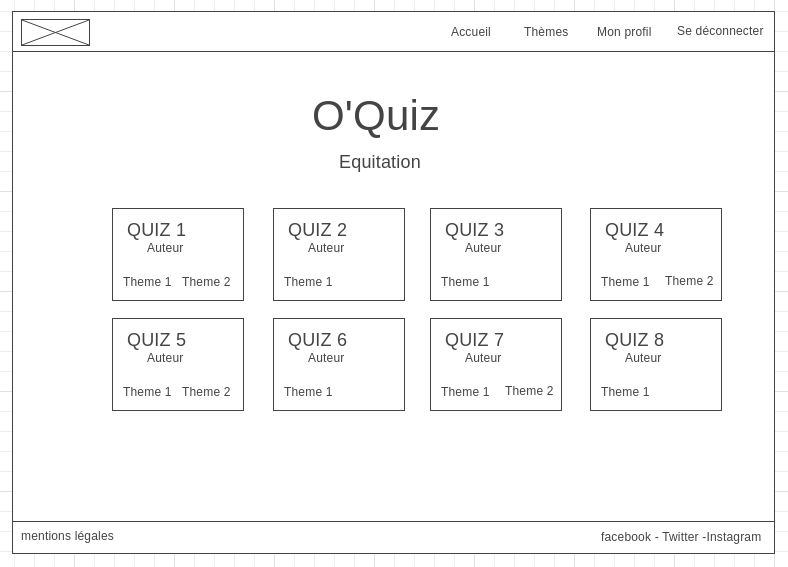 Accueil Thèmes Mon profil Se déconnecter
O'Quiz
Equitation
QUIZ 1
Auteur
Theme 1 Theme 2
QUIZ 2
Auteur
Theme 1
QUIZ 3
Auteur
Theme 1
QUIZ 4
Auteur
Theme 1 Theme 2
QUIZ 5
Auteur
Theme 1 Theme 2
QUIZ 6
Auteur
Theme 1
QUIZ 7
Auteur
Theme 1 Theme 2
QUIZ 8
Auteur
Theme 1
mentions légales
facebook - Twitter -Instagram